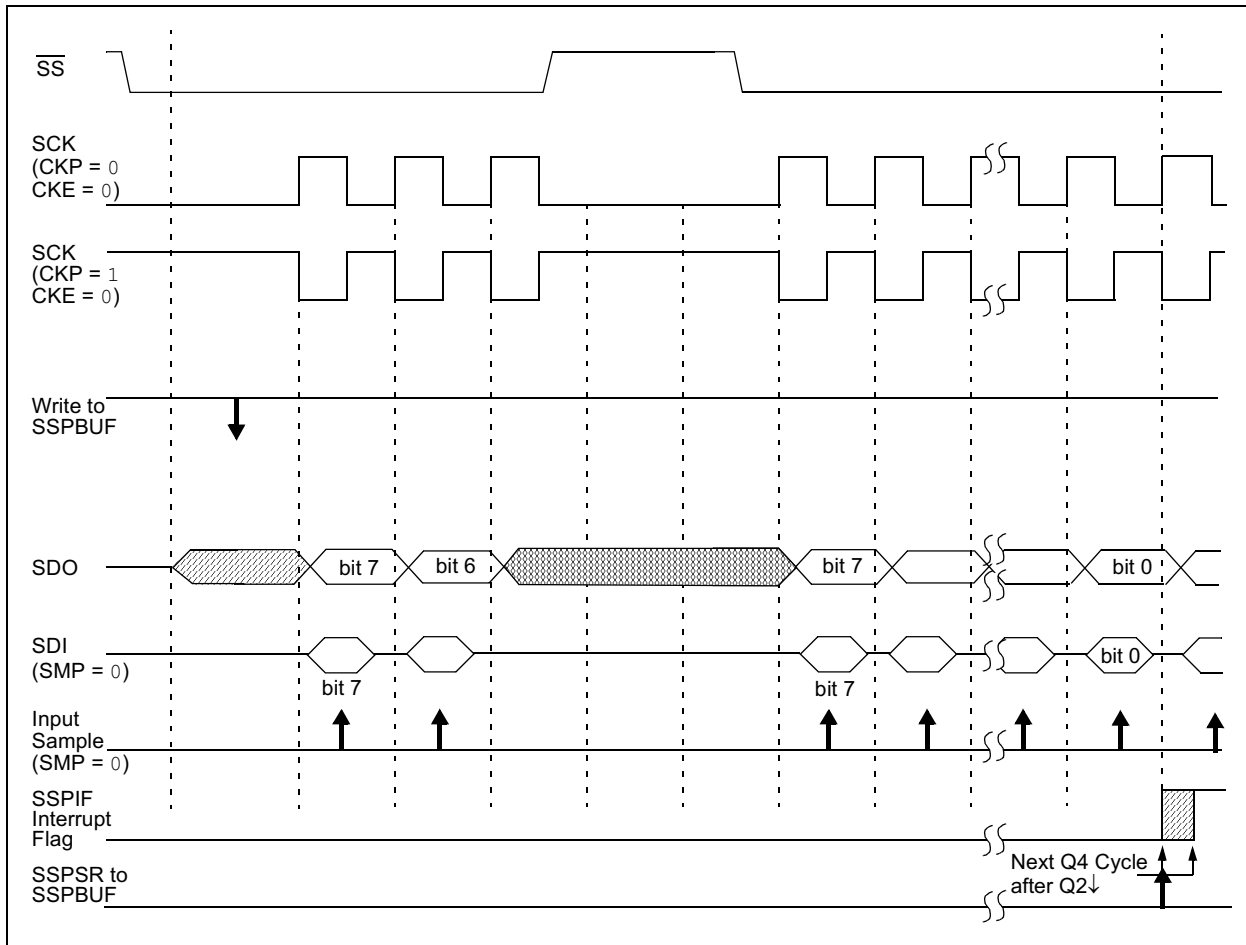 SS
SCK
(CKP = 0
CKE = 0)
SCK
(CKP = 1
CKE = 0)
Write to
SSPBUF
SDO
bit 7
bit 6
bit 7
bit 0
SDI
(SMP = 0)
bit 7
bit 7
bit 0
Input
Sample
(SMP = 0)
SSPIF
Interrupt
Flag
SSPSR to
SSPBUF
Next Q4 Cycle
after Q2↓